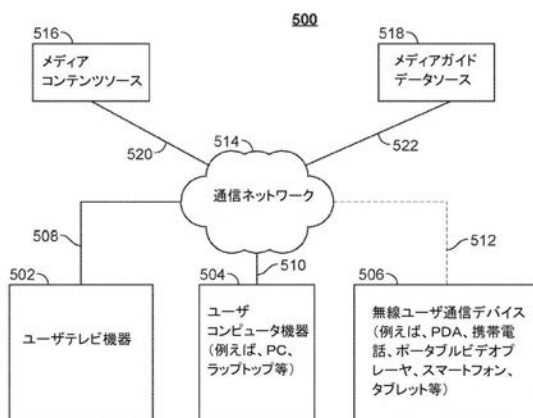 500
516
メディア
コンテンツソース
518
メディアガイド
データソース
514
520
522
通信ネットワーク
508
510
512
502
ユーザテレビ機器
504
ユーザ
コンピュータ機器
(例えば、PC、
ラップトップ等)
506
無線ユーザ通信デバイス
(例えば、PDA、携帯電
話、ポータブルビデオプ
レーヤ、スマートフォン、
タブレット等)